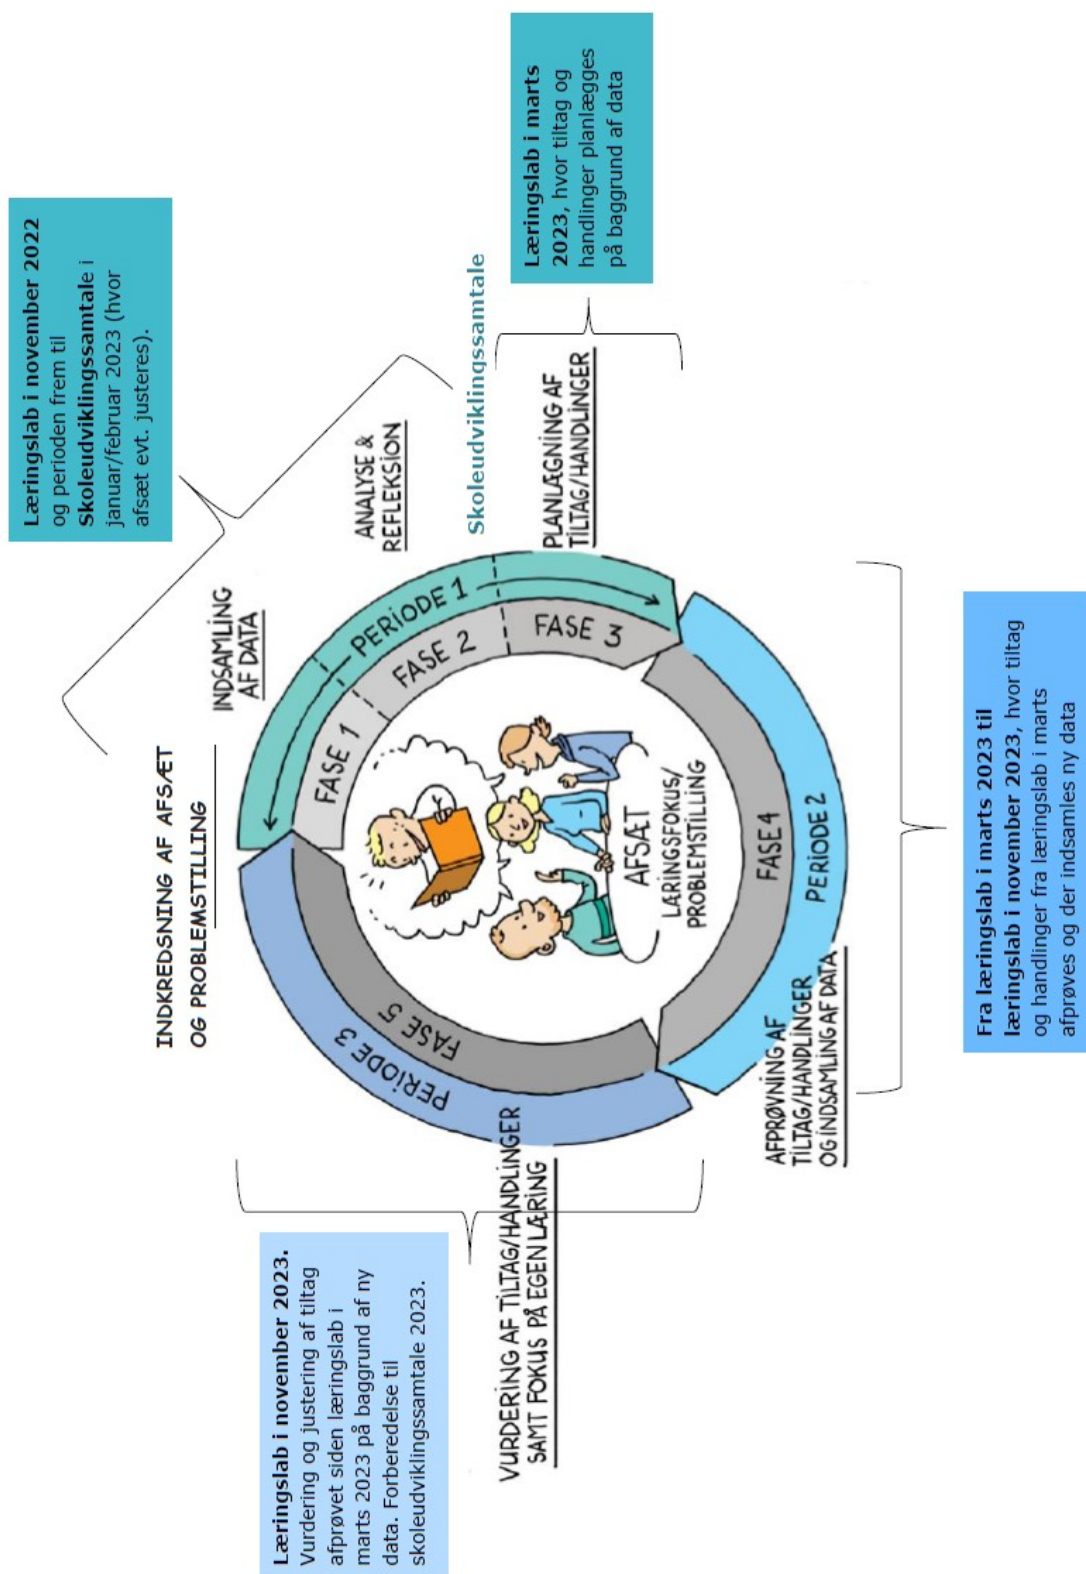 Læringslab i november 2022
og perioden frem til
Skoleudviklingssamtale i
januar/februar 2023 (hvor
afsæt evt. justeres).
INDKREDSNING AF AFSÆT
OG PROBLEMSTILLING
INDSAMLING
AF DATA
ANALYSE &
REFLEKSION
Skoleudviklingssamtale
Læringslab i marts
2023, hvor tiltag og
handlinger planlægges
på baggrund af data
PLANLÆGNING AF
TILTAG/HANDLINGER
PERIODE 1
FASE 1
FASE 2
FASE 3
AFSÆT
LÆRINGSFOKUS/
PROBLEMSTILLING
FASE 4
PERIODE 2
AFPRØVNING AF
TILTAG/HANDLINGER
OG INDSAMLING AF DATA
Fra læringslab i marts 2023 til
læringslab i november 2023, hvor tiltag
og handlinger fra læringslab i marts
afprøves og der indsamles ny data
FASE 5
PERIODE 3
VURDERING AF TILTAG/HANDLINGER
SAMT FOKUS PÅ EGEN LÆRING
Læringslab i november 2023.
Vurdering og justering af tiltag
afprøvet siden læringslab i
marts 2023 på baggrund af ny
data. Forberedelse til
skoleudviklingssamtale 2023.